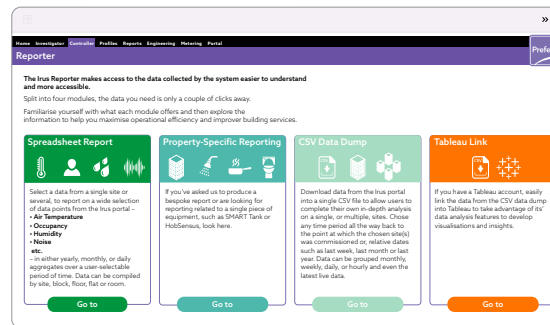 »
Home Investigator Controller Profiles Reports Engineering Metering Portal
Reporter
Prefe
The Irus Reporter makes access to the data collected by the system easier to understand
and more accessible.
Split into four modules, the data you need is only a couple of clicks away.
Familiarise yourself with what each module offers and then explore the
information to help you maximise operational efficiency and improver building services.
Spreadsheet Report
Select a data from a single site or
several, to report on a wide selection
of data points from the Irus portal –
• Air Temperature
• Occupancy
• Humidity
• Noise
etc.
– in either yearly, monthly, or daily
aggregates over a user-selectable
period of time. Data can be compiled
by site, block, floor, flat or room.
Go to
Property-Specific Reporting
If you've asked us to produce a
bespoke report or are looking for
reporting related to a single piece of
equipment, such as SMART Tank or
HobSensus, look here.
Go to
CSV Data Dump
Download data from the Irus portal
into a single CSV file to allow users to
complete their own in-depth analysis
on a single, or multiple, sites. Chose
any time period all the way back to
the point at which the chosen site(s)
was commissioned or, relative dates
such as last week, last month or last
year. Data can be grouped monthly,
weekly, daily, or hourly and even the
latest live data.
Go to
Tableau Link
If you have a Tableau account, easily
link the data from the CSV data dump
into Tableau to take advantage of its'
data analysis features to develop
visualisations and insights.
Go to